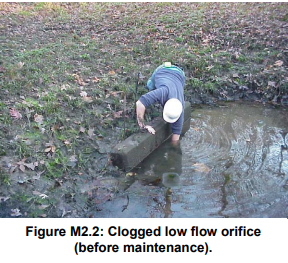 Figure M2.2: Clogged low flow orifice
(before maintenance).